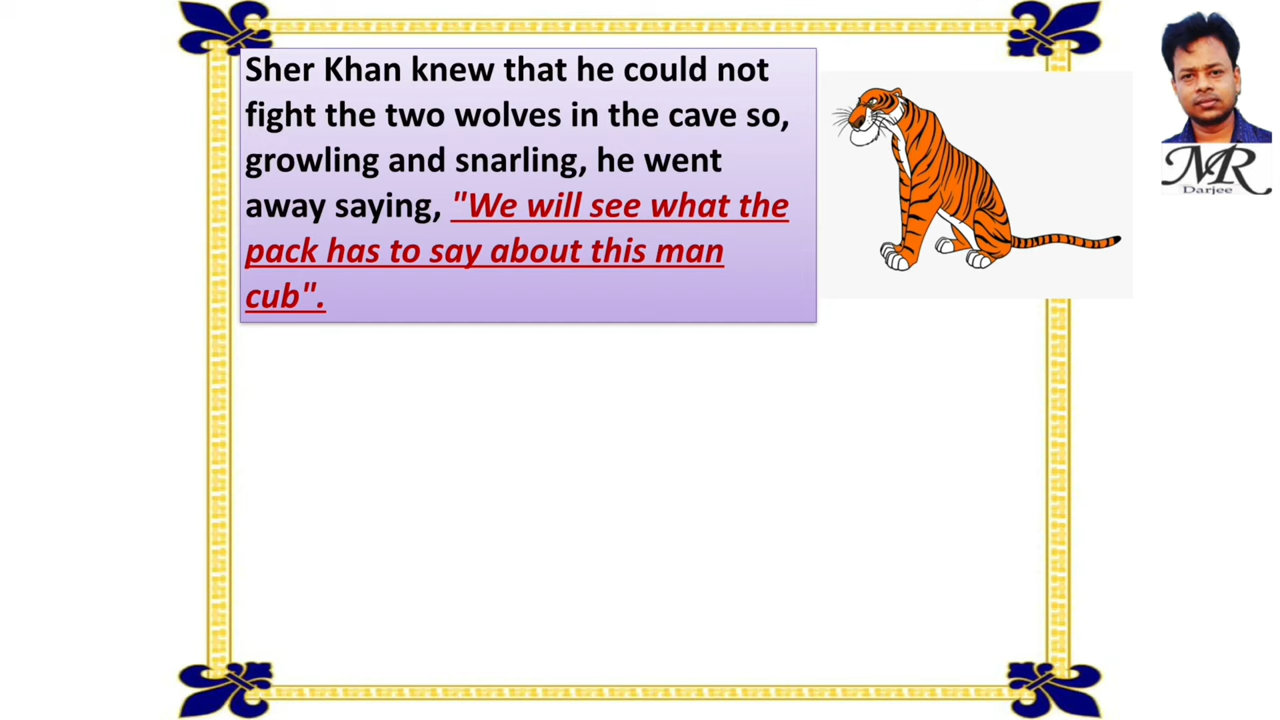 Sher Khan knew that he could not
fight the two wolves in the cave so,
growling and snarling, he went
away saying, "We will see what the
pack has to say about this man
cub".
MR
Darjee